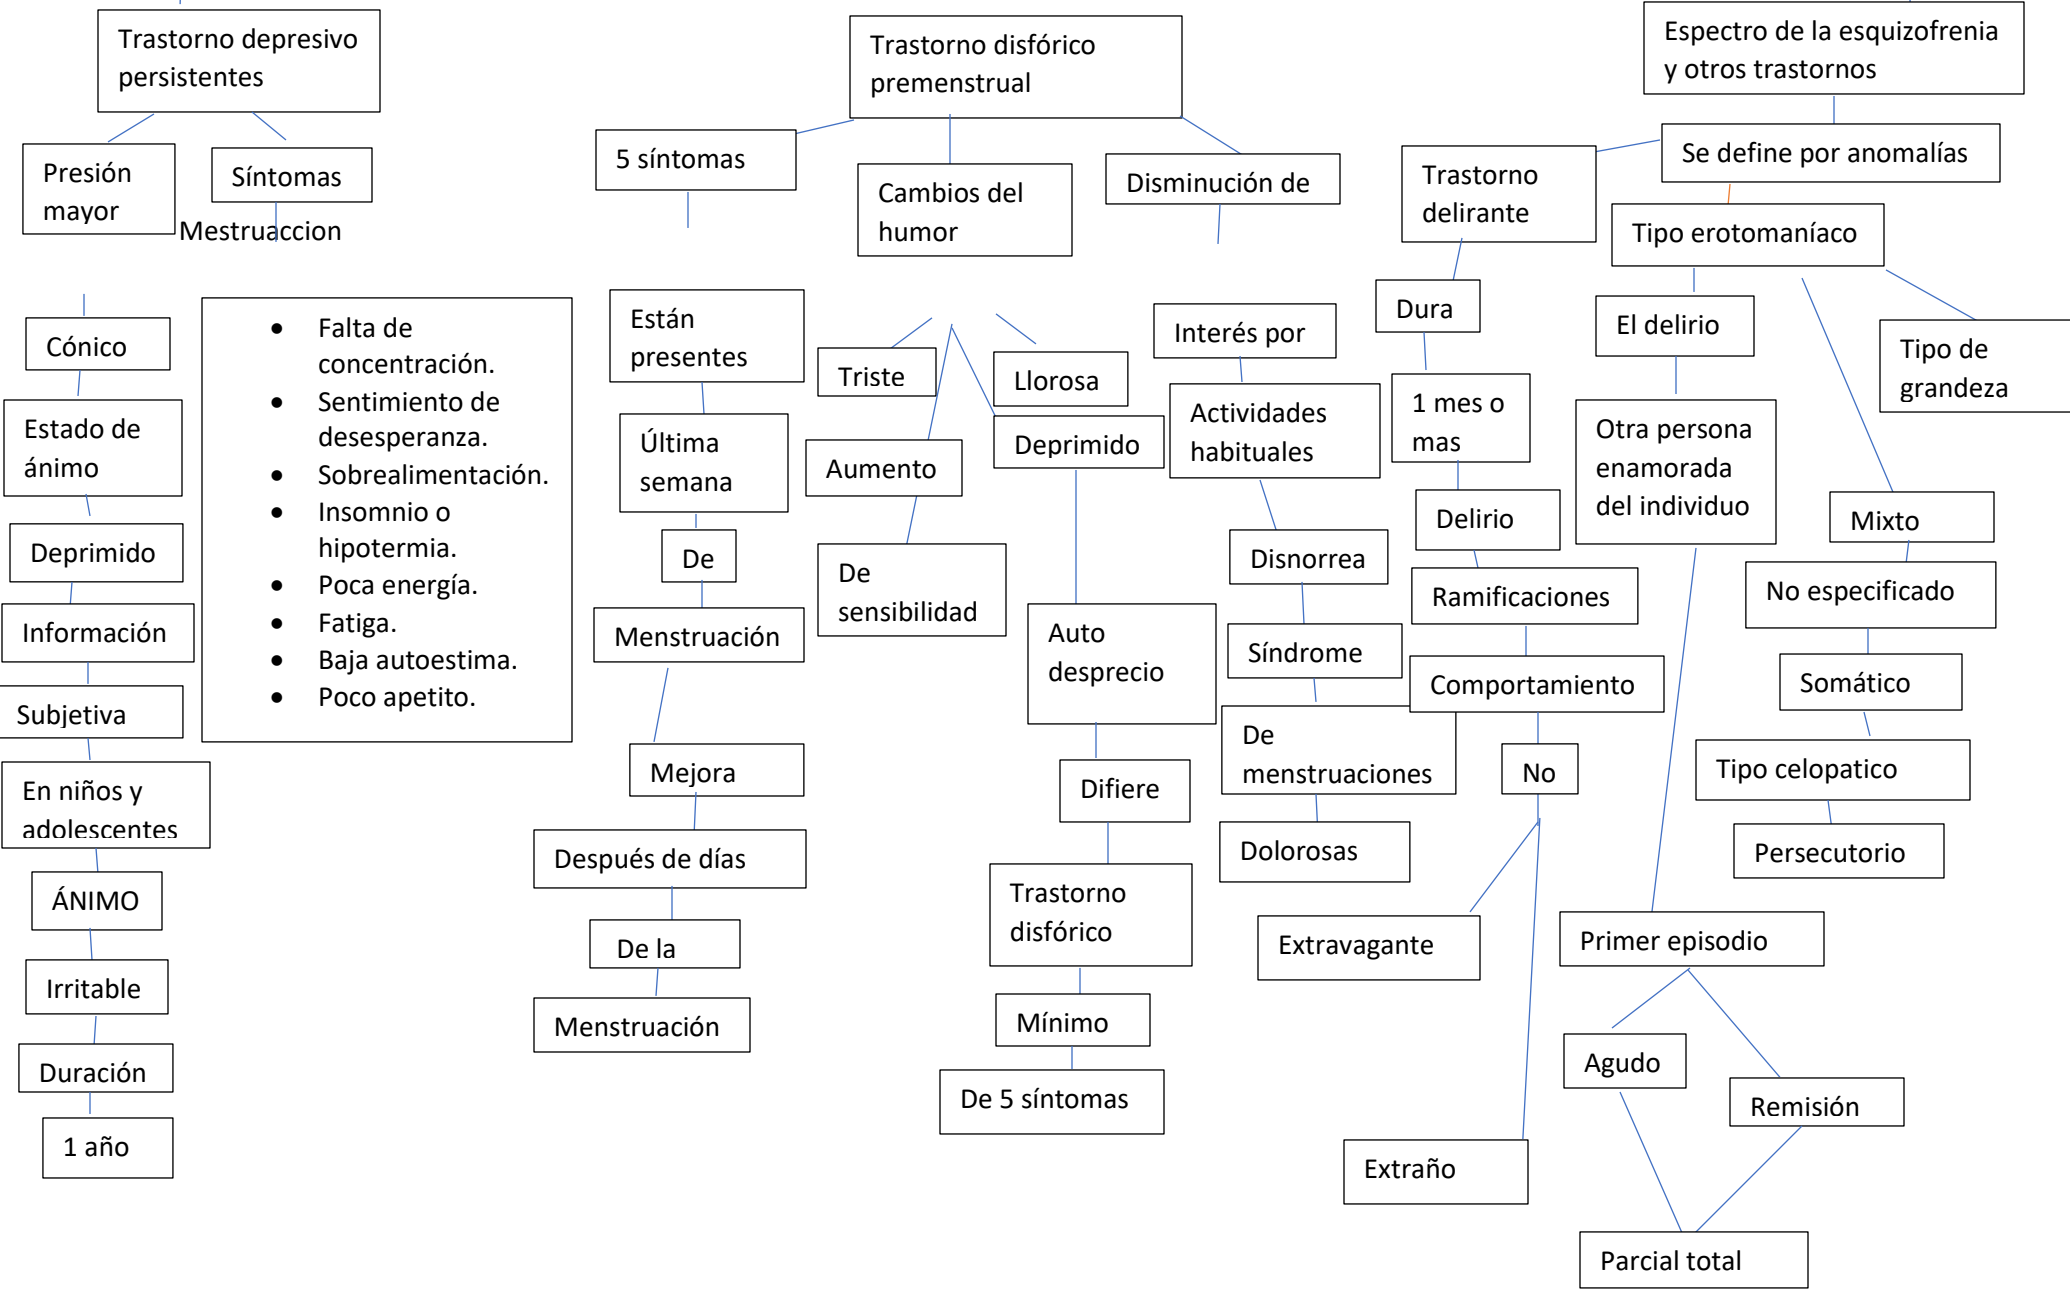 Trastorno depresivo
persistentes
Presión
mayor
Síntomas
Mestruaccion
Cónico
Estado de
ánimo
Deprimido
Información
Subjetiva
En niños y
adolescentes
ÁNIMO
Irritable
Duración
1 año
• Falta de
concentración.
• Sentimiento de
desesperanza.
• Sobrealimentación.
• Insomnio o
hipotermia.
• Poca energía.
• Fatiga.
• Baja autoestima.
• Poco apetito.
Trastorno disfórico
premenstrual
5 síntomas
Están
presentes
Última
semana
De
Menstruación
Mejora
Después de días
De la
Menstruación
Cambios del
humor
Triste
Llorosa
Aumento
De
sensibilidad
Deprimido
Auto
desprecio
Difiere
Trastorno
disfórico
Mínimo
De 5 síntomas
Disminución de
Interés por
Actividades
habituales
Disnorrea
Síndrome
De
menstruaciones
Dolorosas
Espectro de la esquizofrenia
y otros trastornos
Se define por anomalías
Trastorno
delirante
Dura
1 mes o
mas
Delirio
Ramificaciones
Comportamiento
No
Extravagante
Extraño
Tipo erotomaníaco
El delirio
Otra persona
enamorada
del individuo
Primer episodio
Agudo
Remisión
Parcial total
Tipo de
grandeza
Mixto
No especificado
Somático
Tipo celopatico
Persecutorio